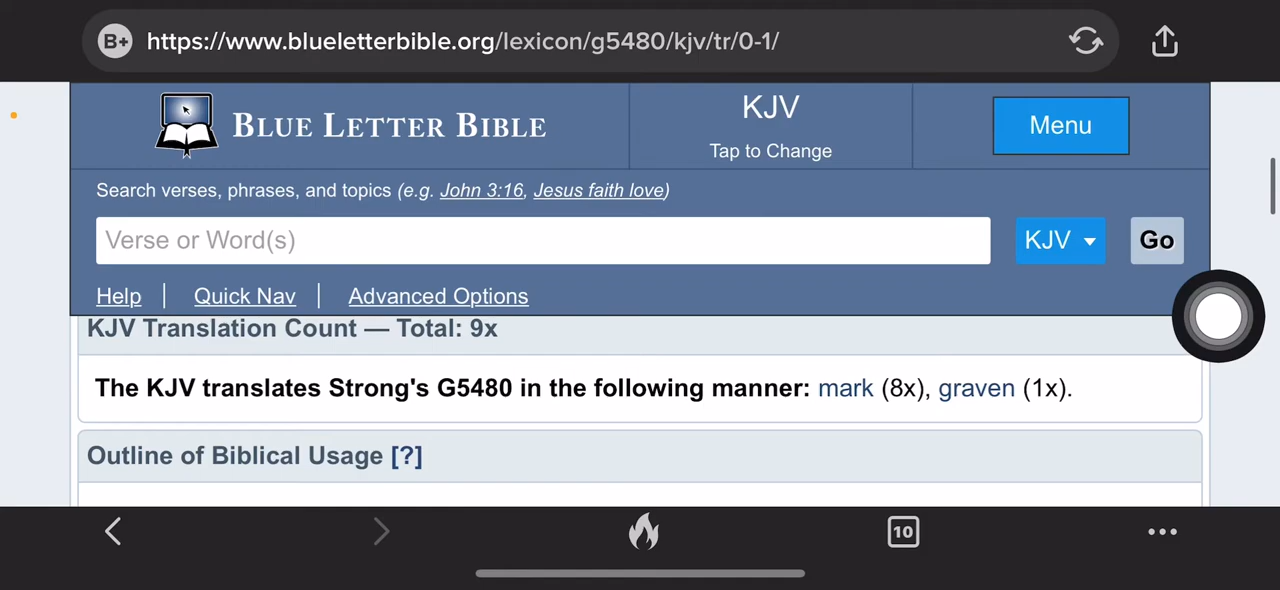 B+ https://www.blueletterbible.org/lexicon/g5480/kjv/tr/0-1/
BLUE LETTER BIBLE
KJV
Tap to Change
Menu
Search verses, phrases, and topics (e.g. John 3:16, Jesus faith love)
Verse or Word(s)
KJV
Go
Help | Quick Nav | Advanced Options
KJV Translation Count — Total: 9x
The KJV translates Strong's G5480 in the following manner: mark (8x), graven (1x).
Outline of Biblical Usage [?]
10